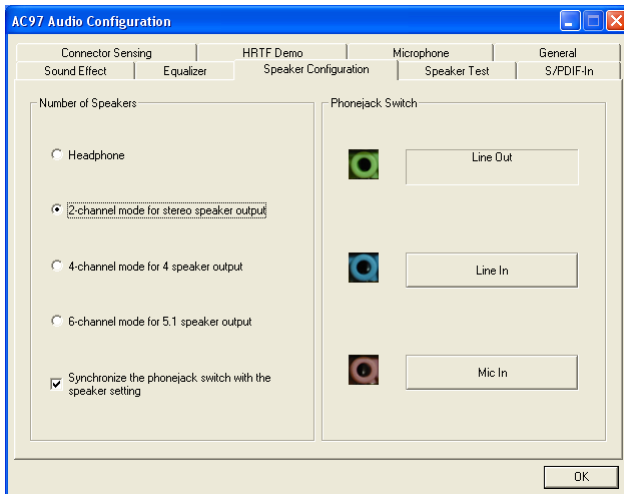 AC97 Audio Configuration
Connector Sensing
HRTF Demo
Microphone
General
Sound Effect
Equalizer
Speaker Configuration
Speaker Test
S/PDIF-In
Number of Speakers
Headphone
2-channel mode for stereo speaker output
4-channel mode for 4 speaker output
6-channel mode for 5.1 speaker output
Synchronize the phonejack switch with the
speaker setting
Phonejack Switch
Line Out
Line In
Mic In
OK